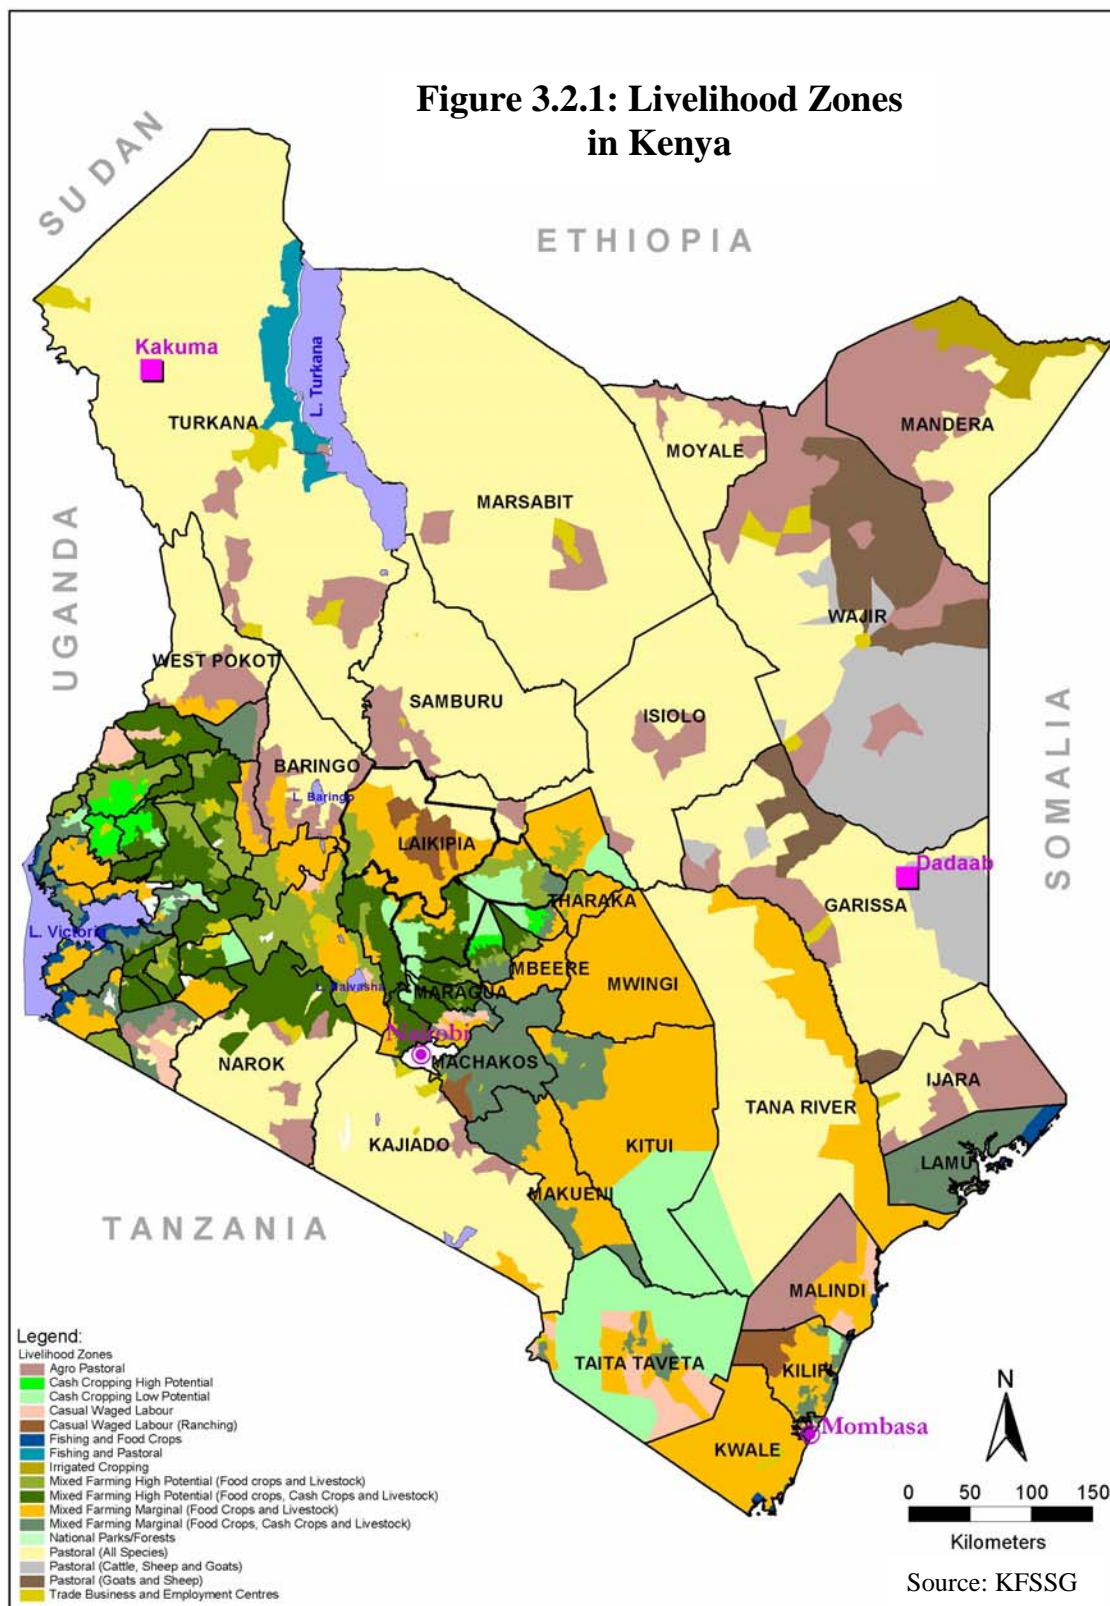 Figure 3.2.1: Livelihood Zones
in Kenya
SUDAN
ETHIOPIA
Kakuma
L. Turkana
TURKANA
MANDERA
MOYALE
MARSABIT
UGANDA
WAJIR
WEST POKOT
SAMBURU
ISIOLO
SOMALIA
BARINGO
L. Baringo
LAIKIPIA
Dadaab
THARAKA
GARISSA
L. Victoria
MBEERE
MWINGI
L. Naivasha
MARAGUA
Nairobi
NAROK
MACHAKOS
IJARA
TANA RIVER
KAJIADO
KITUI
LAMU
MAKUENI
TANZANIA
MALINDI
TAITA TAVETA
KILIFI
Mombasa
KWALE
Legend:
Livelihood Zones
Agro Pastoral
Cash Cropping High Potential
Cash Cropping Low Potential
Casual Waged Labour
Casual Waged Labour (Ranching)
Fishing and Food Crops
Fishing and Pastoral
Irrigated Cropping
Mixed Farming High Potential (Food crops and Livestock)
Mixed Farming High Potential (Food crops, Cash Crops and Livestock)
Mixed Farming Marginal (Food Crops and Livestock)
Mixed Farming Marginal (Food Crops, Cash Crops and Livestock)
National Parks/Forests
Pastoral (All Species)
Pastoral (Cattle, Sheep and Goats)
Pastoral (Goats and Sheep)
Trade Business and Employment Centres
N
0 50 100 150
Kilometers
Source: KFSSG